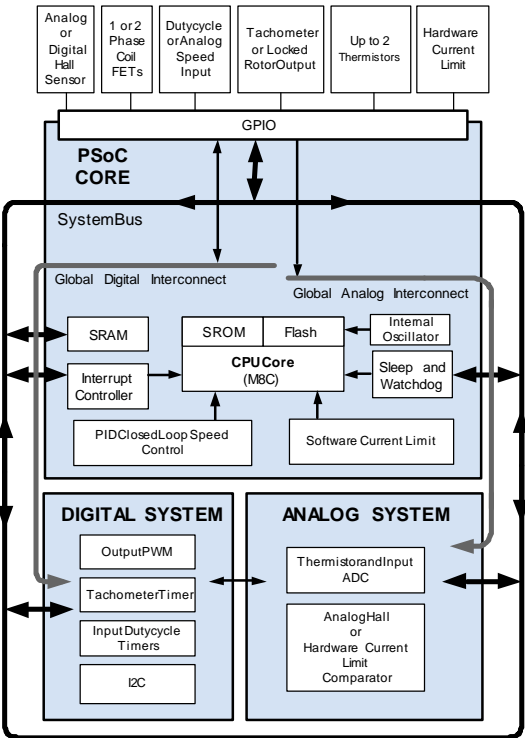 Analog
or
Digital
Hall
Sensor
1 or 2
Phase
Coil
FETs
Dutycycle
orAnalog
Speed
Input
Tachometer
or Locked
RotorOutput
Up to 2
Thermistors
Hardware
Current
Limit
GPIO
PSoC
CORE
SystemBus
Global Digital Interconnect
Global Analog Interconnect
SRAM
SROM
Flash
Internal
Oscillator
CPUCore
(M8C)
Interrupt
Controller
Sleep and
Watchdog
PIDClosedLoopSpeed
Control
Software Current Limit
DIGITAL SYSTEM
OutputPWM
TachometerTimer
InputDutycycle
Timers
I2C
ANALOG SYSTEM
ThermistorandInput
ADC
AnalogHall
or
Hardware Current
Limit
Comparator